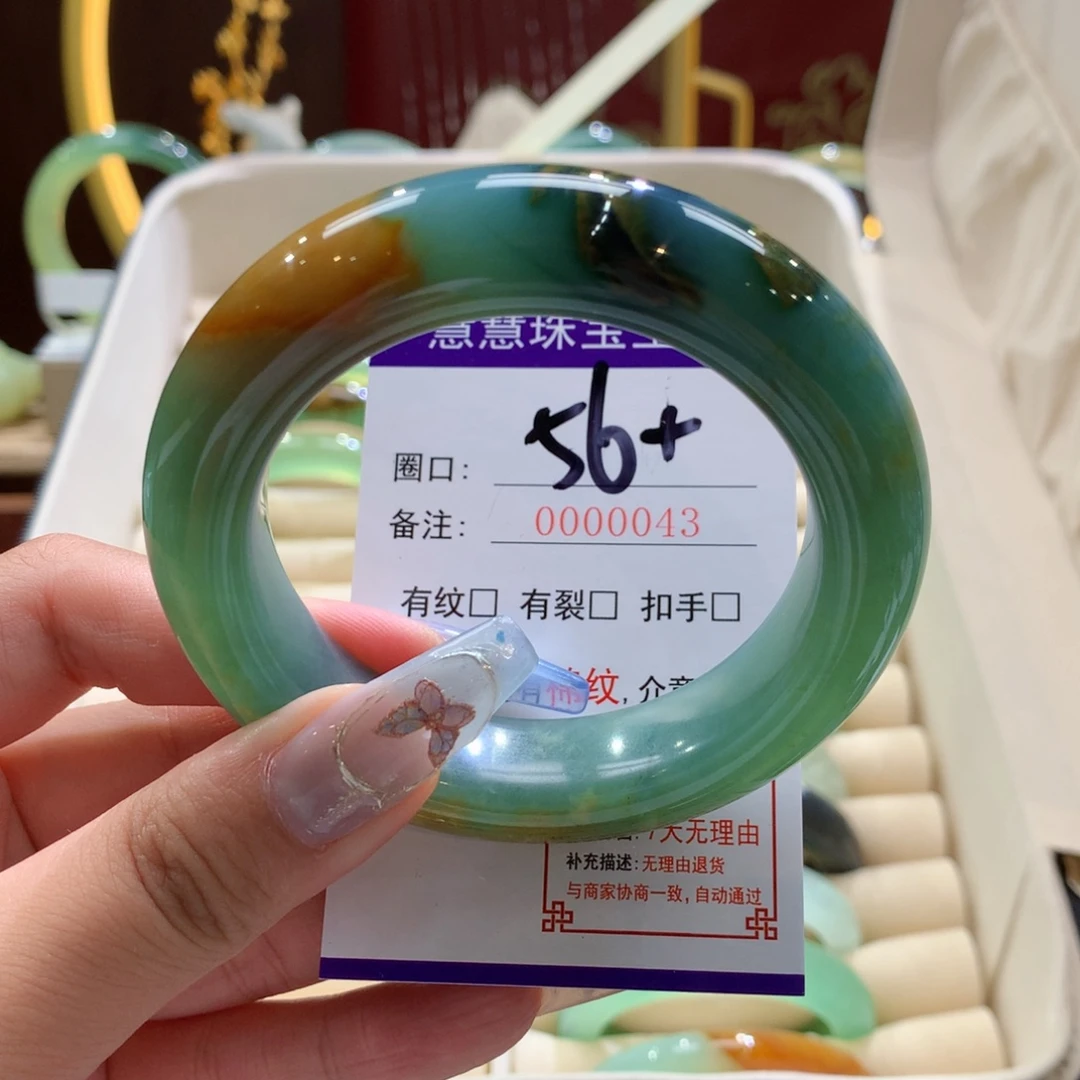 慧慧珠宝
圈口: 56+
备注: 0000043
有纹□ 有裂□ 扣手□
纹, 介意
7天无理由
补充描述: 无理由退货
与商家协商一致, 自动通过